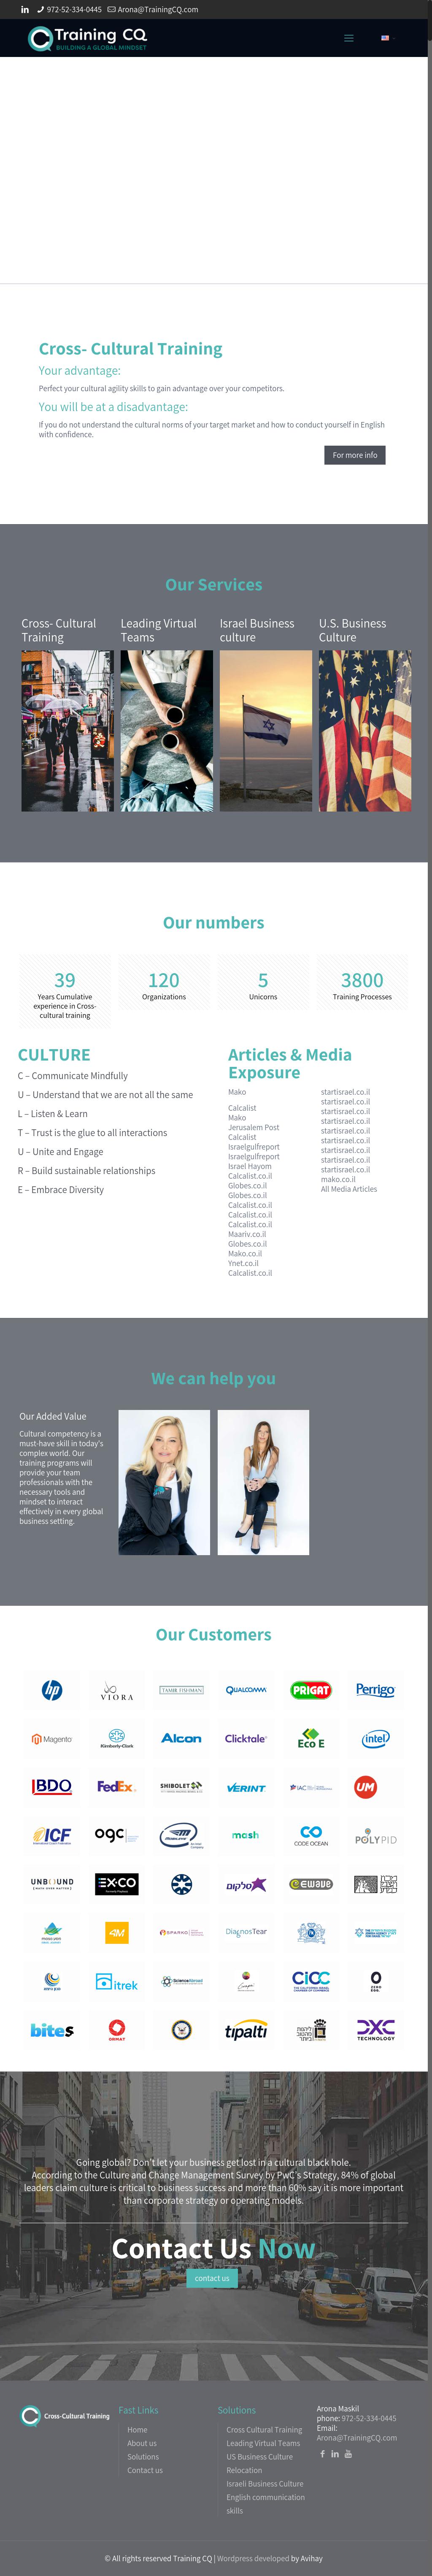 in 972-52-334-0445 Arona@TrainingCQ.com
Training CQ
BUILDING A GLOBAL MINDSET
Cross- Cultural Training
Your advantage:
Perfect your cultural agility skills to gain advantage over your competitors.
You will be at a disadvantage:
If you do not understand the cultural norms of your target market and how to conduct yourself in English
with confidence.
For more info
Our Services
Cross- Cultural
Training
Leading Virtual
Teams
Israel Business
culture
U.S. Business
Culture
Our numbers
39
Years Cumulative
experience in Cross-
cultural training
120
Organizations
5
Unicorns
3800
Training Processes
CULTURE
C – Communicate Mindfully
U – Understand that we are not all the same
L – Listen & Learn
T – Trust is the glue to all interactions
U – Unite and Engage
R – Build sustainable relationships
E – Embrace Diversity
Articles & Media
Exposure
Mako
Calcalist
Mako
Jerusalem Post
Calcalist
Israelgulfreport
Israelgulfreport
Israel Hayom
Calcalist.co.il
Globes.co.il
Globes.co.il
Calcalist.co.il
Calcalist.co.il
Calcalist.co.il
Maariv.co.il
Globes.co.il
Mako.co.il
Ynet.co.il
Calcalist.co.il
startisrael.co.il
startisrael.co.il
startisrael.co.il
startisrael.co.il
startisrael.co.il
startisrael.co.il
startisrael.co.il
startisrael.co.il
startisrael.co.il
mako.co.il
All Media Articles
We can help you
Our Added Value
Cultural competency is a
must-have skill in today's
complex world. Our
training programs will
provide your team
professionals with the
necessary tools and
mindset to interact
effectively in every global
business setting.
Our Customers
hp VIORA TAMIR FISHMAN QUALCOMM PRIGAT Perrigo
Magento Kimberly-Clark Alcon Clicktale Eco E intel
BDO FedEx SHIBOLET VERINT IAC UM
ICF ogc mosh CODE OCEAN POLYPID
UNBOUND EX·CO סלקום ewave
4M SPARKO DiagnosTear
itrek ScienceAbroad CICC
bites ORMAT tipalti DXC
TECHNOLOGY
Going global? Don't let your business get lost in a cultural black hole.
According to the Culture and Change Management Survey by PwC's Strategy, 84% of global
leaders claim culture is critical to business success and more than 60% say it is more important
than corporate strategy or operating models.
Contact Us Now
contact us
Cross-Cultural Training
Fast Links
Home
About us
Solutions
Contact us
Solutions
Cross Cultural Training
Leading Virtual Teams
US Business Culture
Relocation
Israeli Business Culture
English communication
skills
Arona Maskil
phone: 972-52-334-0445
Email:
Arona@TrainingCQ.com
© All rights reserved Training CQ | Wordpress developed by Avihay